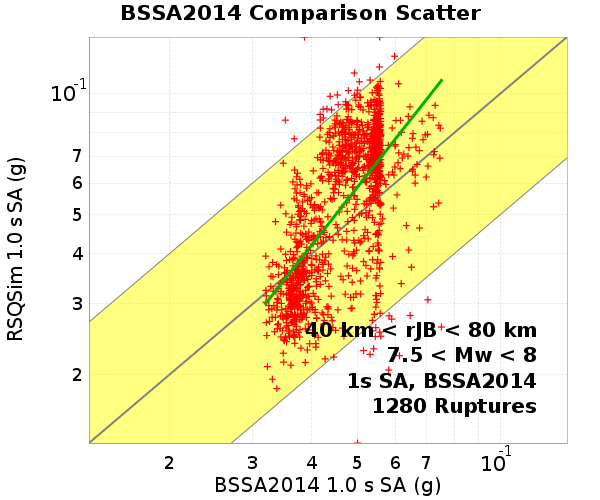 BSSA2014 Comparison Scatter
RSQSim 1.0 s SA (g)
10⁻¹
7
6
5
4
3
2
40 km < rJB < 80 km
7.5 < Mw < 8
1s SA, BSSA2014
1280 Ruptures
2 3 4 5 6 7 10⁻¹
BSSA2014 1.0 s SA (g)